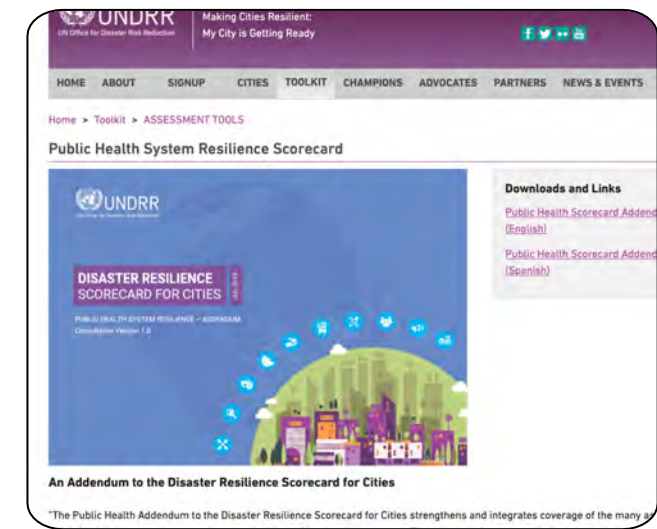 UNDRR
UN Office for Disaster Risk Reduction
Making Cities Resilient:
My City is Getting Ready
HOME ABOUT SIGNUP CITIES TOOLKIT CHAMPIONS ADVOCATES PARTNERS NEWS & EVENTS
Home > Toolkit > ASSESSMENT TOOLS
Public Health System Resilience Scorecard
UNDRR
DISASTER RESILIENCE
SCORECARD FOR CITIES
PUBLIC HEALTH SYSTEM RESILIENCE – ADDENDUM
Consultation Version 1.0
Downloads and Links
Public Health Scorecard Addend
(English)
Public Health Scorecard Addend
(Spanish)
An Addendum to the Disaster Resilience Scorecard for Cities
"The Public Health Addendum to the Disaster Resilience Scorecard for Cities strengthens and integrates coverage of the many as